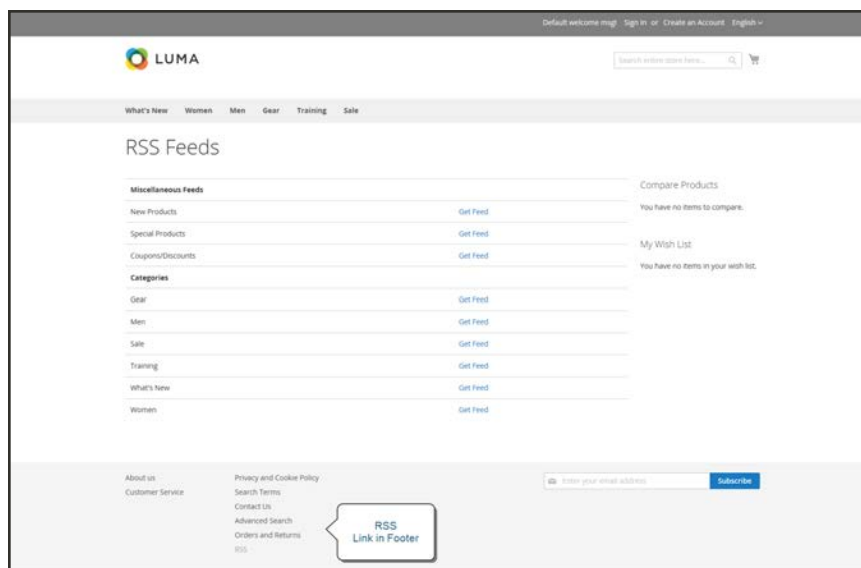 Default welcome msg! Sign In or Create an Account English
LUMA
Search entire store here...
What's New Women Men Gear Training Sale
RSS Feeds
Miscellaneous Feeds
New Products Get Feed
Special Products Get Feed
Coupons/Discounts Get Feed
Categories
Gear Get Feed
Men Get Feed
Sale Get Feed
Training Get Feed
What's New Get Feed
Women Get Feed
Compare Products
You have no items to compare.
My Wish List
You have no items in your wish list.
About us
Customer Service
Privacy and Cookie Policy
Search Terms
Contact Us
Advanced Search
Orders and Returns
RSS
RSS
Link in Footer
Enter your email address
Subscribe